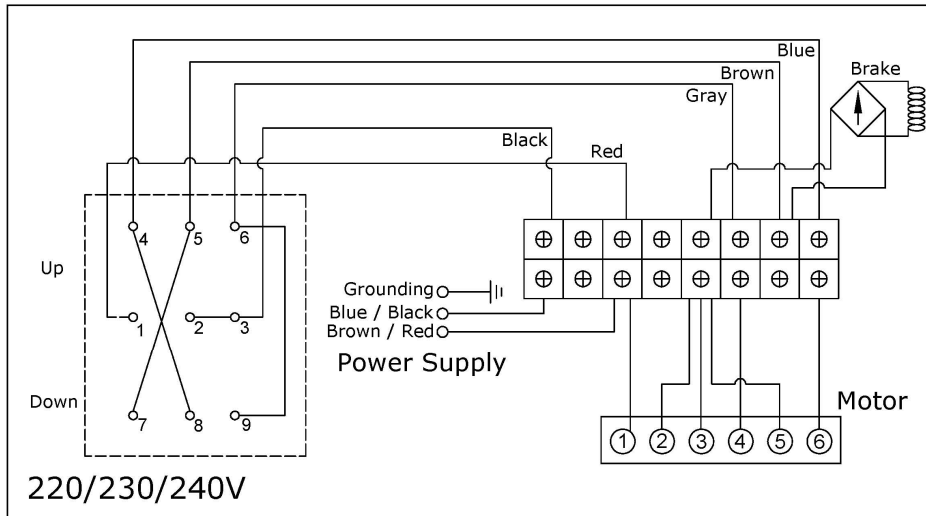 Blue
Brown
Brake
Gray
Black
Red
4
5
6
Up
1
2
3
Grounding
Blue / Black
Brown / Red
Power Supply
Down
7
8
9
Motor
1 2 3 4 5 6
220/230/240V